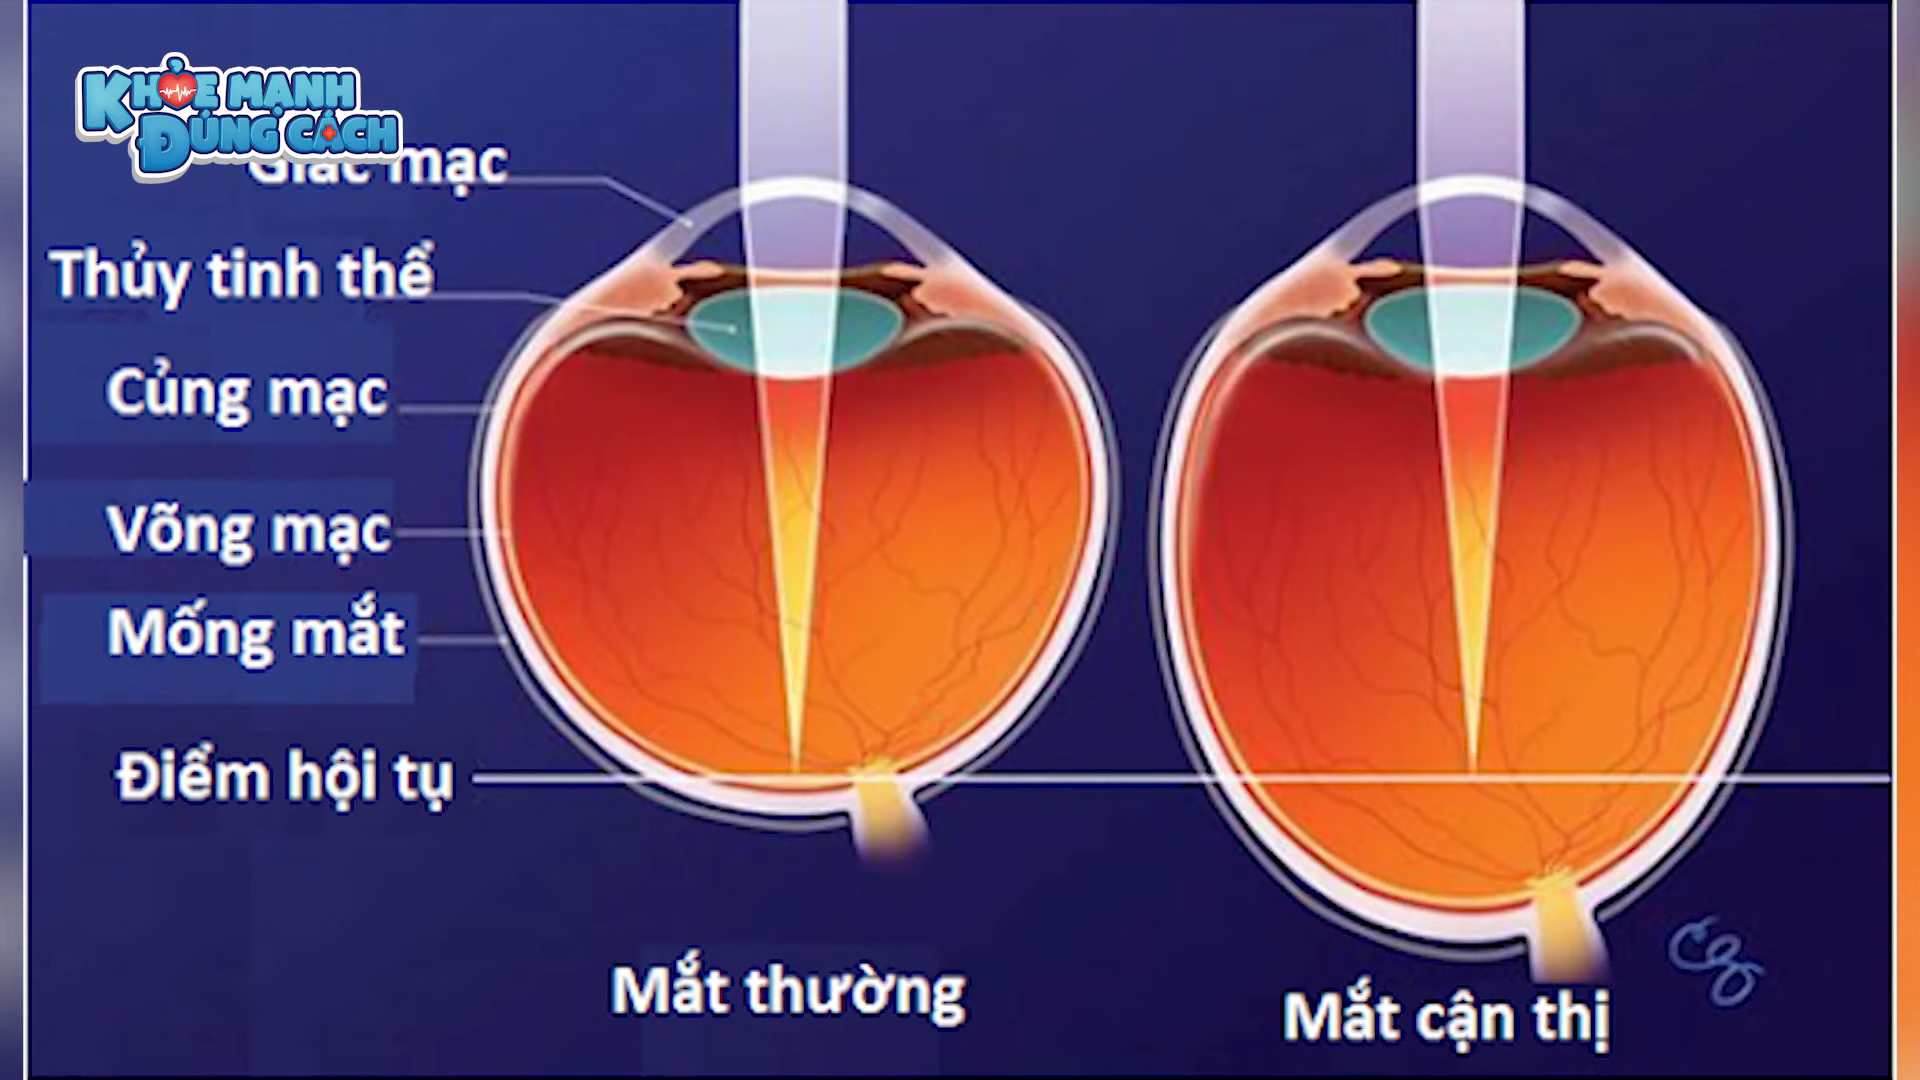 KHỎE MẠNH
ĐÚNG CÁCH
Giác mạc
Thủy tinh thể
Củng mạc
Võng mạc
Mống mắt
Điểm hội tụ
Mắt thường
Mắt cận thị